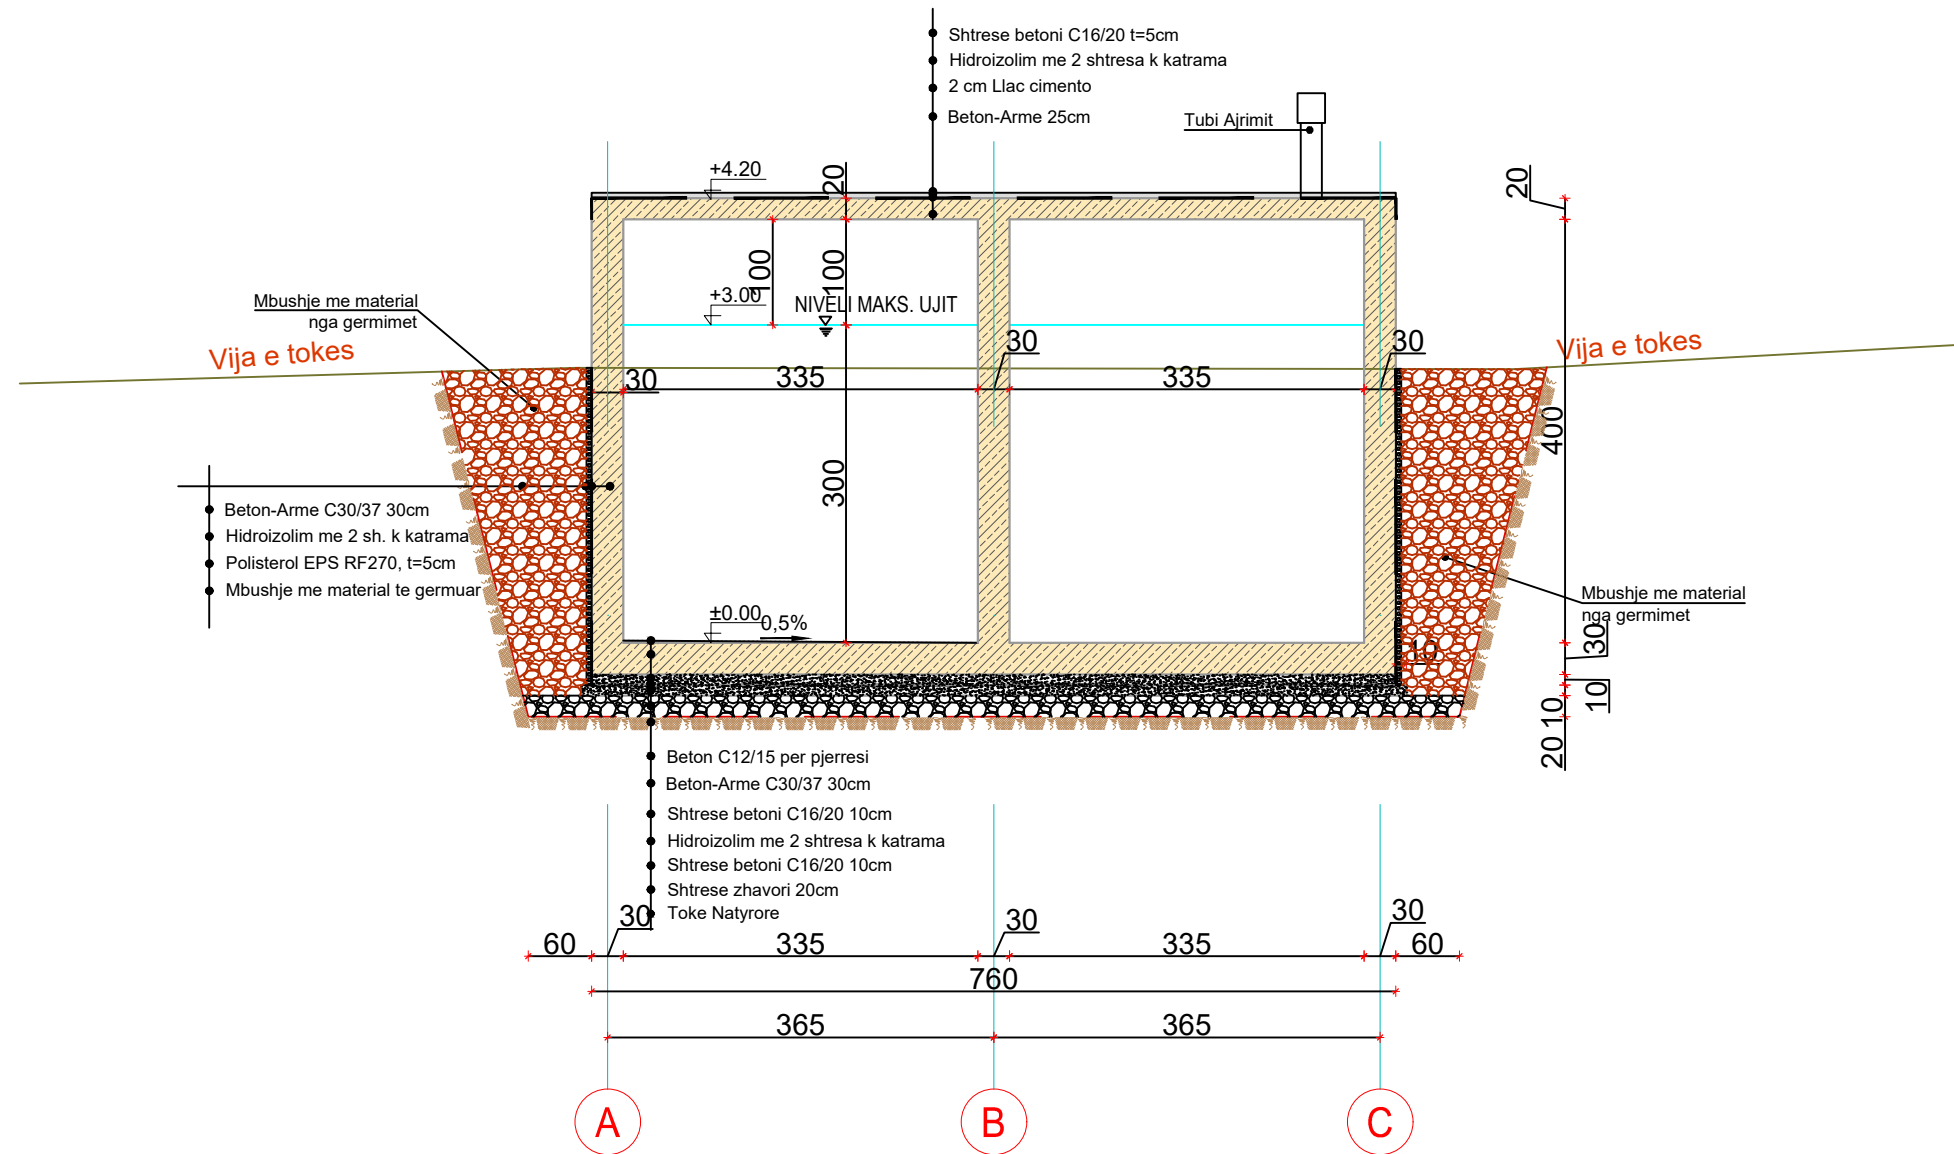 Shtrese betoni C16/20 t=5cm
Hidroizolim me 2 shtresa k katrama
2 cm Llac cimento
Beton-Arme 25cm
Tubi Ajrimit
+4.20
20
20
100
100
+3.00
NIVELI MAKS. UJIT
Mbushje me material
nga germimet
Vija e tokes
Vija e tokes
30
30
30
335
335
400
300
Beton-Arme C30/37 30cm
Hidroizolim me 2 sh. k katrama
Polisterol EPS RF270, t=5cm
Mbushje me material te germuar
Mbushje me material
nga germimet
±0.00
0,5%
10
30
10
10
20
Beton C12/15 per pjerresi
Beton-Arme C30/37 30cm
Shtrese betoni C16/20 10cm
Hidroizolim me 2 shtresa k katrama
Shtrese betoni C16/20 10cm
Shtrese zhavori 20cm
Toke Natyrore
30
30
30
60
335
335
60
760
365
365
A
B
C